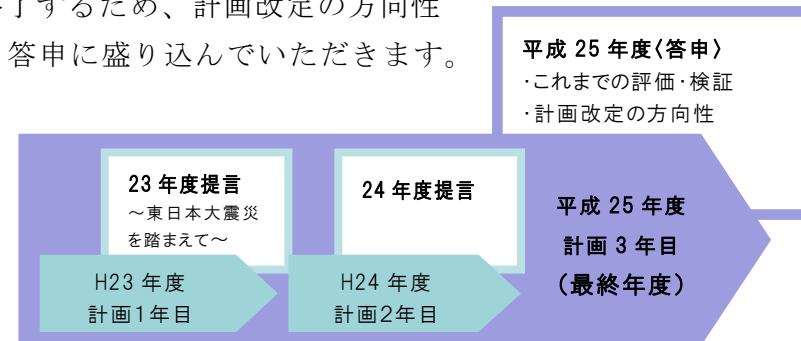 了するため、計画改定の方向性
答申に盛り込んでいただきます。
平成 25 年度〈答申〉
・これまでの評価・検証
・計画改定の方向性
23 年度提言
～東日本大震災
を踏まえて～
24 年度提言
H23 年度
計画1年目
H24 年度
計画2年目
平成 25 年度
計画 3 年目
（最終年度）